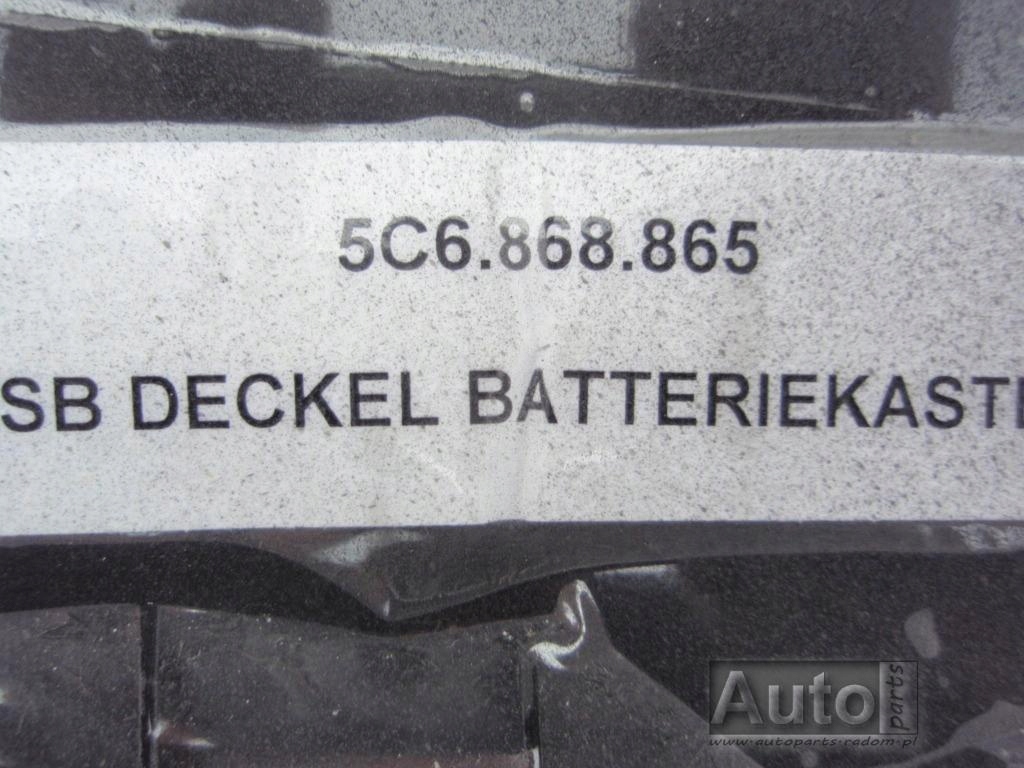 5C6.868.865
SB DECKEL BATTERIEKAST
Auto parts
www.autoparts-radom.pl